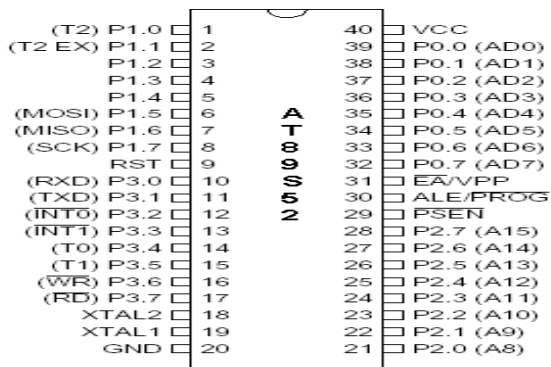 (T2) P1.0 1 40 VCC
(T2 EX) P1.1 2 39 P0.0 (AD0)
P1.2 3 38 P0.1 (AD1)
P1.3 4 37 P0.2 (AD2)
P1.4 5 36 P0.3 (AD3)
(MOSI) P1.5 6 A 35 P0.4 (AD4)
(MISO) P1.6 7 T 34 P0.5 (AD5)
(SCK) P1.7 8 8 33 P0.6 (AD6)
RST 9 9 32 P0.7 (AD7)
(RXD) P3.0 10 S 31 EA/VPP
(TXD) P3.1 11 5 30 ALE/PROG
(INT0) P3.2 12 2 29 PSEN
(INT1) P3.3 13 28 P2.7 (A15)
(T0) P3.4 14 27 P2.6 (A14)
(T1) P3.5 15 26 P2.5 (A13)
(WR) P3.6 16 25 P2.4 (A12)
(RD) P3.7 17 24 P2.3 (A11)
XTAL2 18 23 P2.2 (A10)
XTAL1 19 22 P2.1 (A9)
GND 20 21 P2.0 (A8)